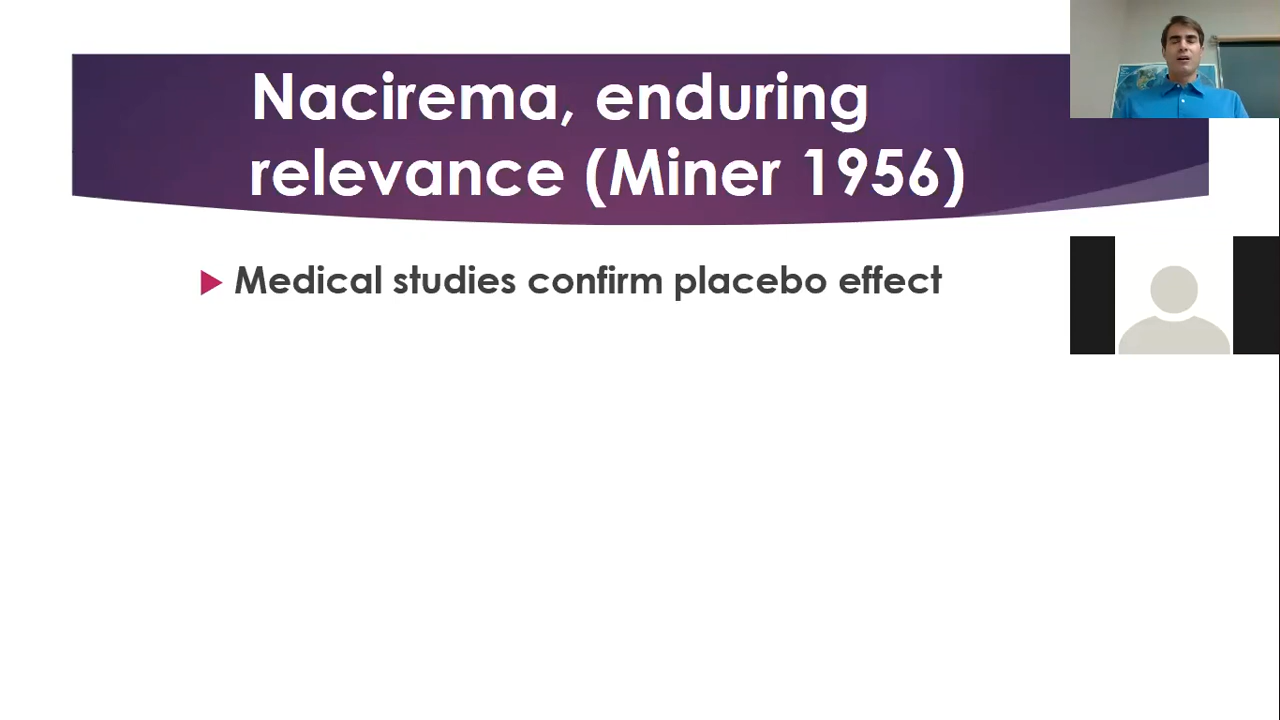 Nacirema, enduring
relevance (Miner 1956)
Medical studies confirm placebo effect